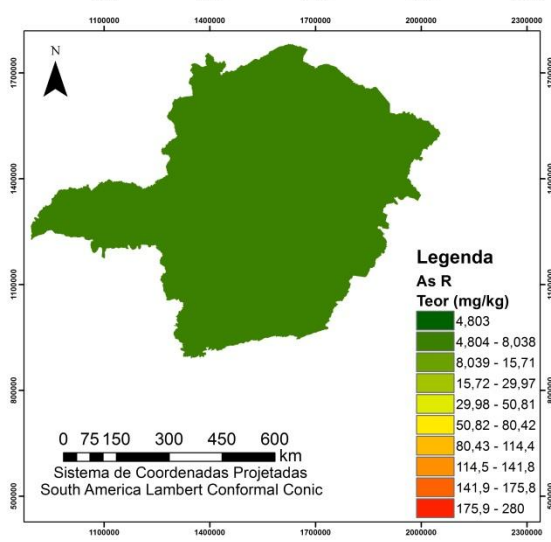 1100000 1400000 1700000 2000000 2300000
N
1700000 1700000
1400000 1400000
1100000 1100000
800000 800000
500000 500000
Legenda
As R
Teor (mg/kg)
4,803
4,804 - 8,038
8,039 - 15,71
15,72 - 29,97
29,98 - 50,81
50,82 - 80,42
80,43 - 114,4
114,5 - 141,8
141,9 - 175,8
175,9 - 280
0 75 150 300 450 600
km
Sistema de Coordenadas Projetadas
South America Lambert Conformal Conic
1100000 1400000 1700000 2000000 2300000